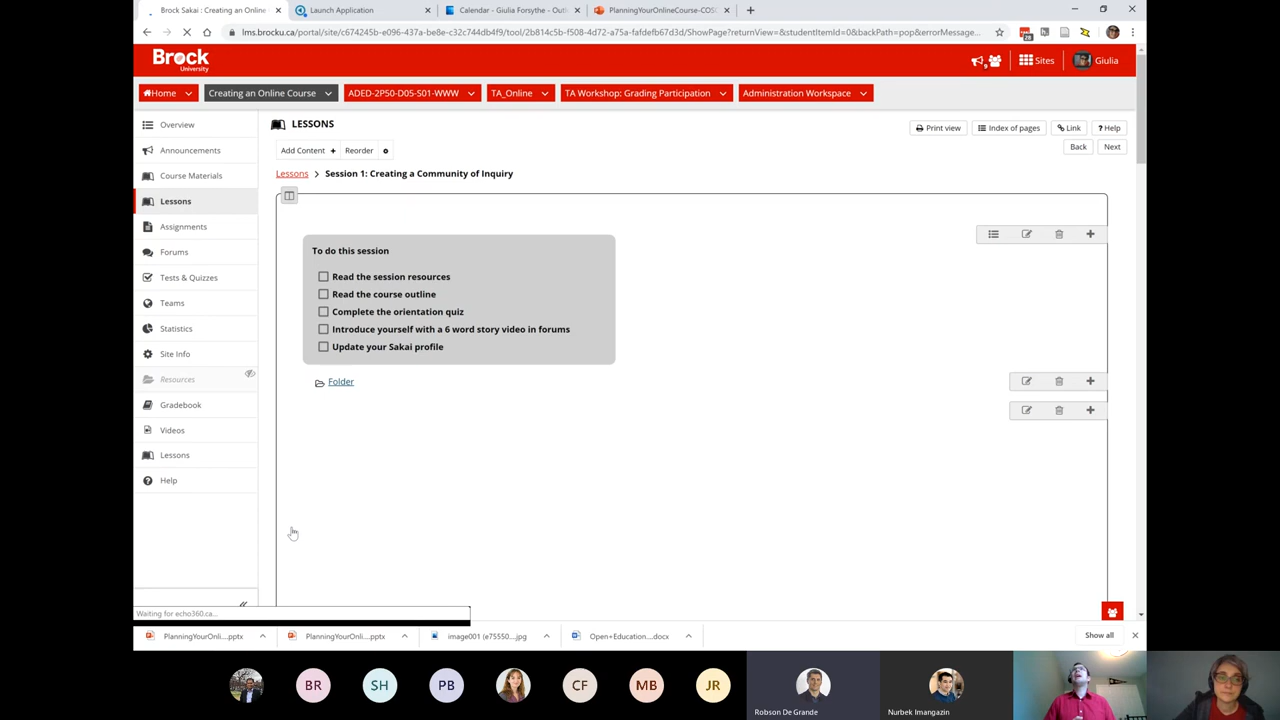 Brock Sakai : Creating an Online
Launch Application
Calendar - Giulia Forsythe - Outl
PlanningYourOnlineCourse-COSC
lms.brocku.ca/portal/site/c674245b-e096-437a-be8e-c32c744db4f9/tool/2b814c5b-f508-4d72-a75a-fafdefb67d3d/ShowPage?returnView=&studentItemId=0&backPath=pop&errorMessage...
28
Brock
University
9
Sites
Giulia
Home
Creating an Online Course
ADED-2P50-D05-S01-WWW
TA_Online
TA Workshop: Grading Participation
Administration Workspace
Overview
Announcements
Course Materials
Lessons
Assignments
Forums
Tests & Quizzes
Teams
Statistics
Site Info
Resources
Gradebook
Videos
Lessons
Help
LESSONS
Print view
Index of pages
Link
? Help
Add Content +
Reorder
Back
Next
Lessons > Session 1: Creating a Community of Inquiry
To do this session
Read the session resources
Read the course outline
Complete the orientation quiz
Introduce yourself with a 6 word story video in forums
Update your Sakai profile
Folder
Waiting for echo360.ca...
PlanningYourOnli....pptx
PlanningYourOnli....pptx
image001 (e75550....jpg
Open+Education....docx
Show all
BR
SH
PB
CF
MB
JR
Robson De Grande
Nurbek Imangazin